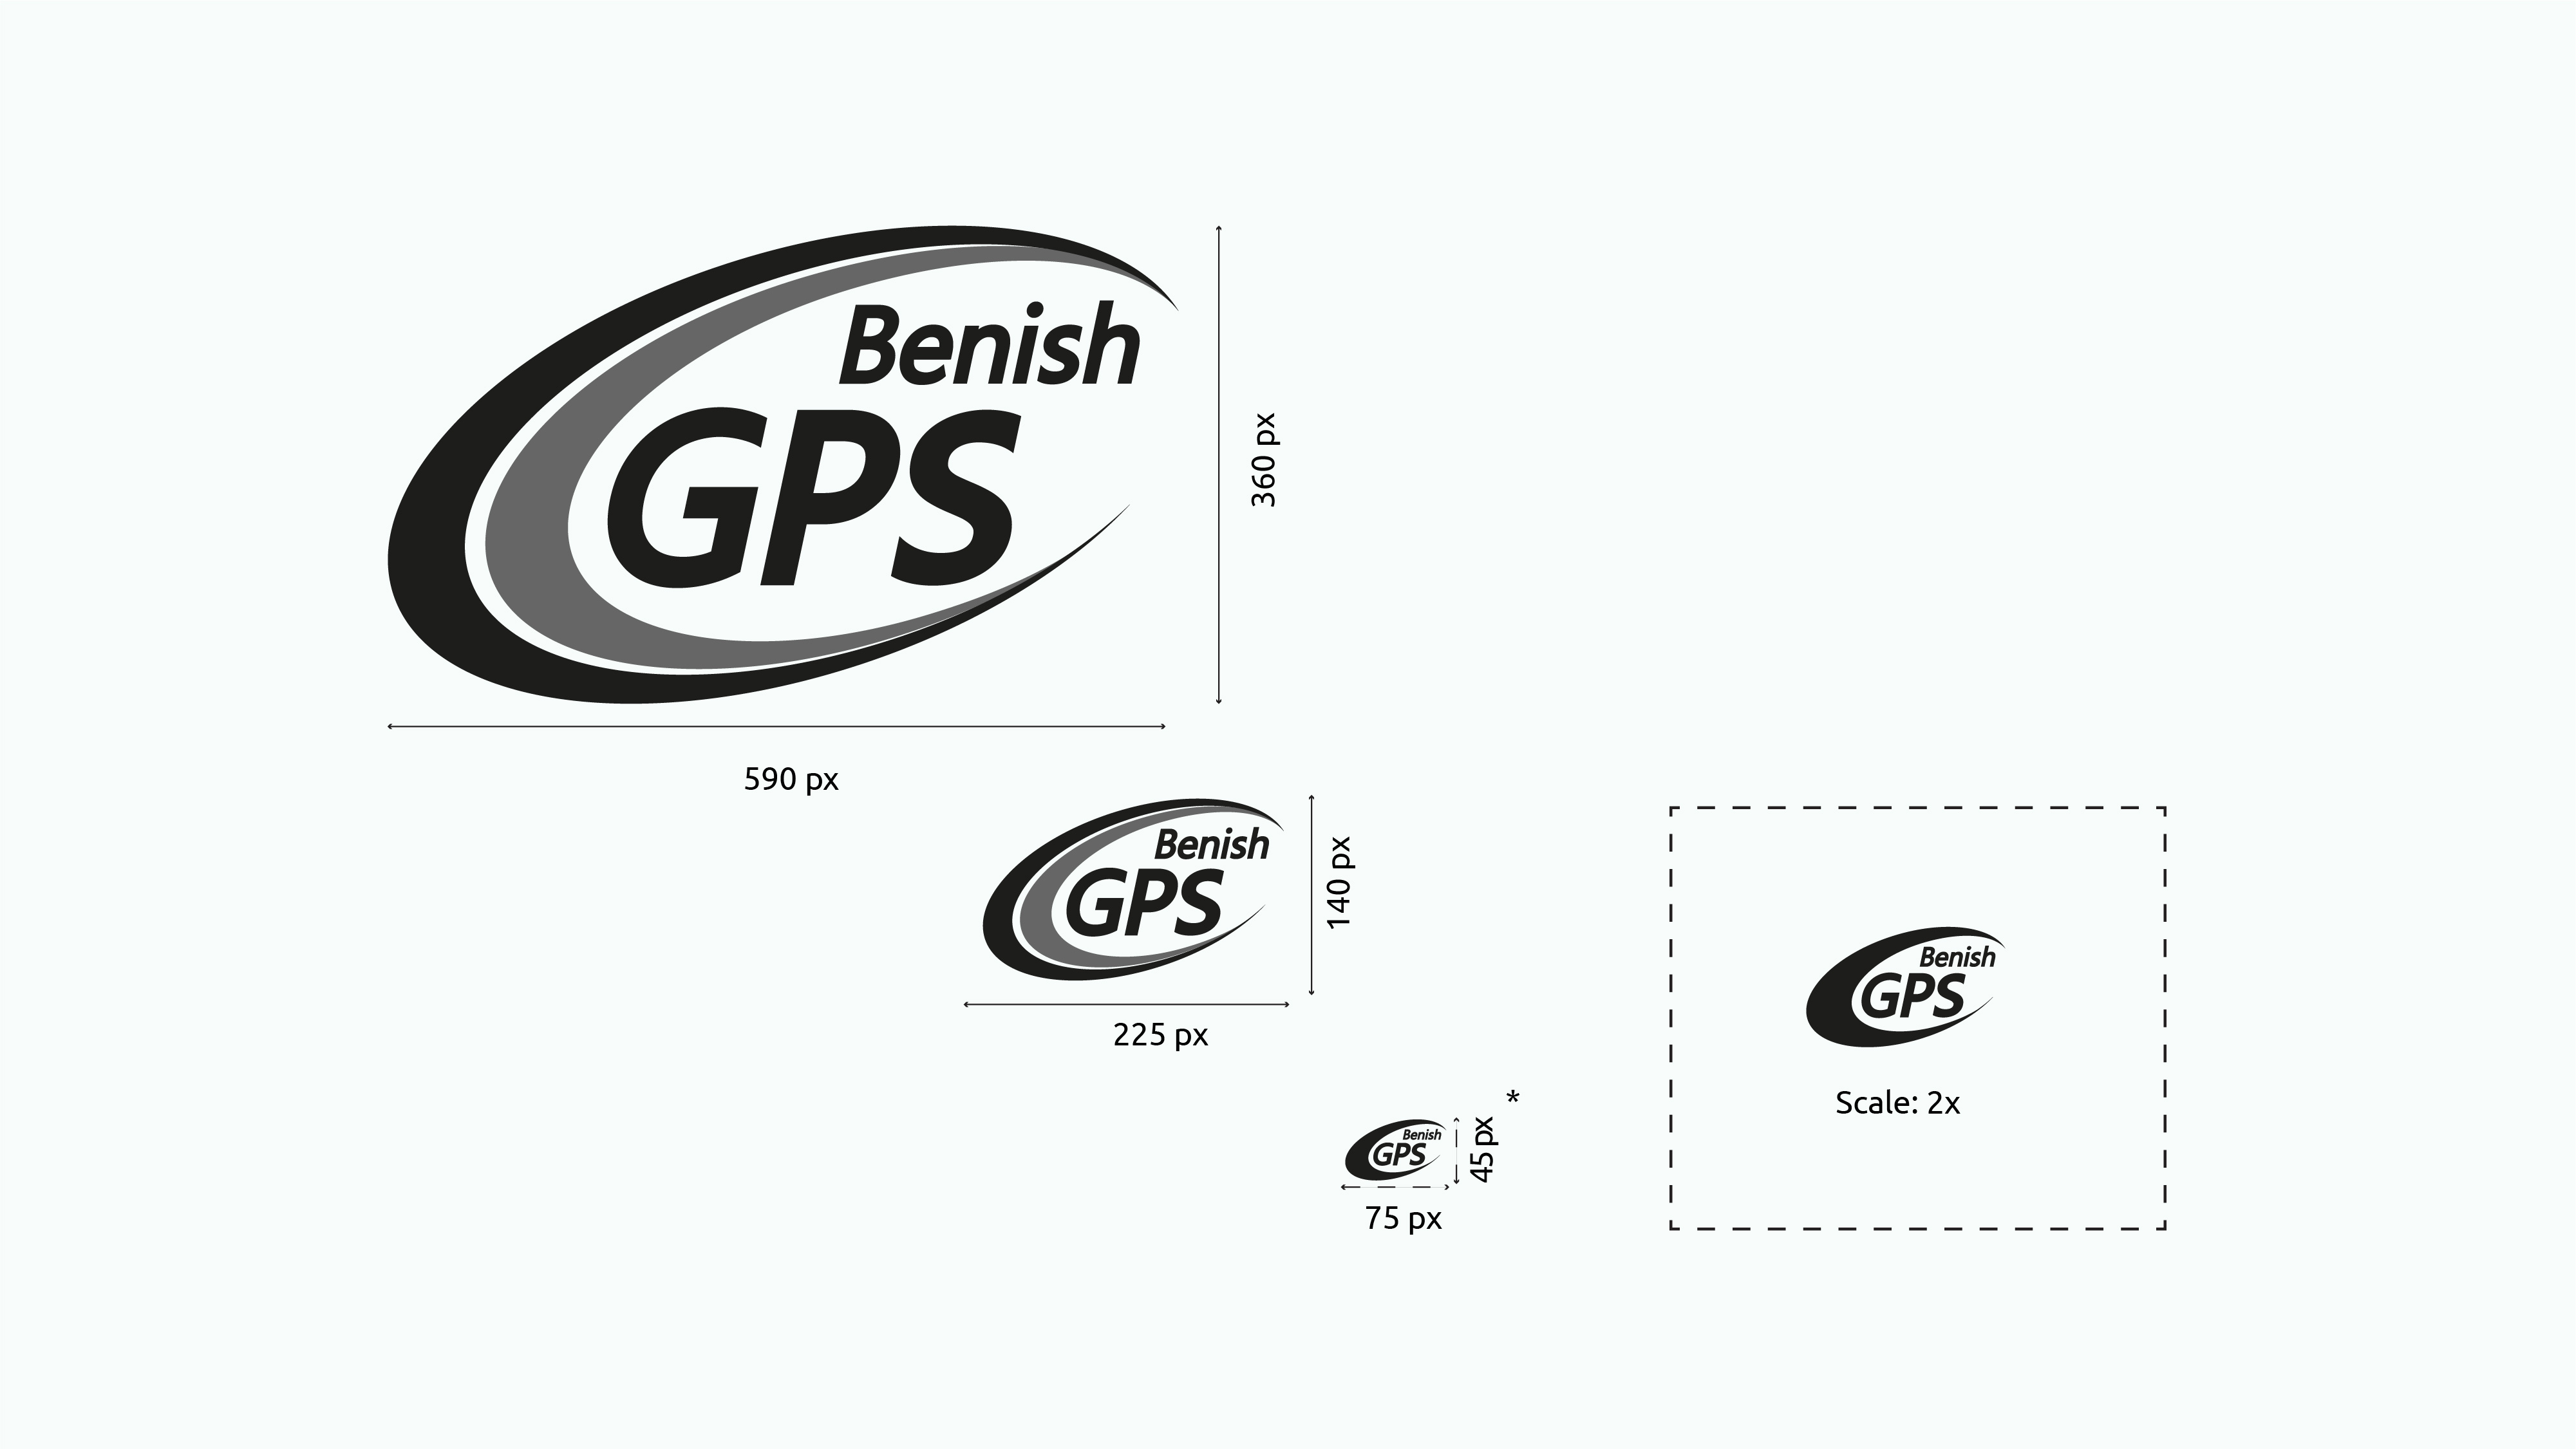 Benish
GPS
360 px
590 px
Benish
GPS
140 px
225 px
Benish
GPS
45 px
*
75 px
Benish
GPS
Scale: 2x